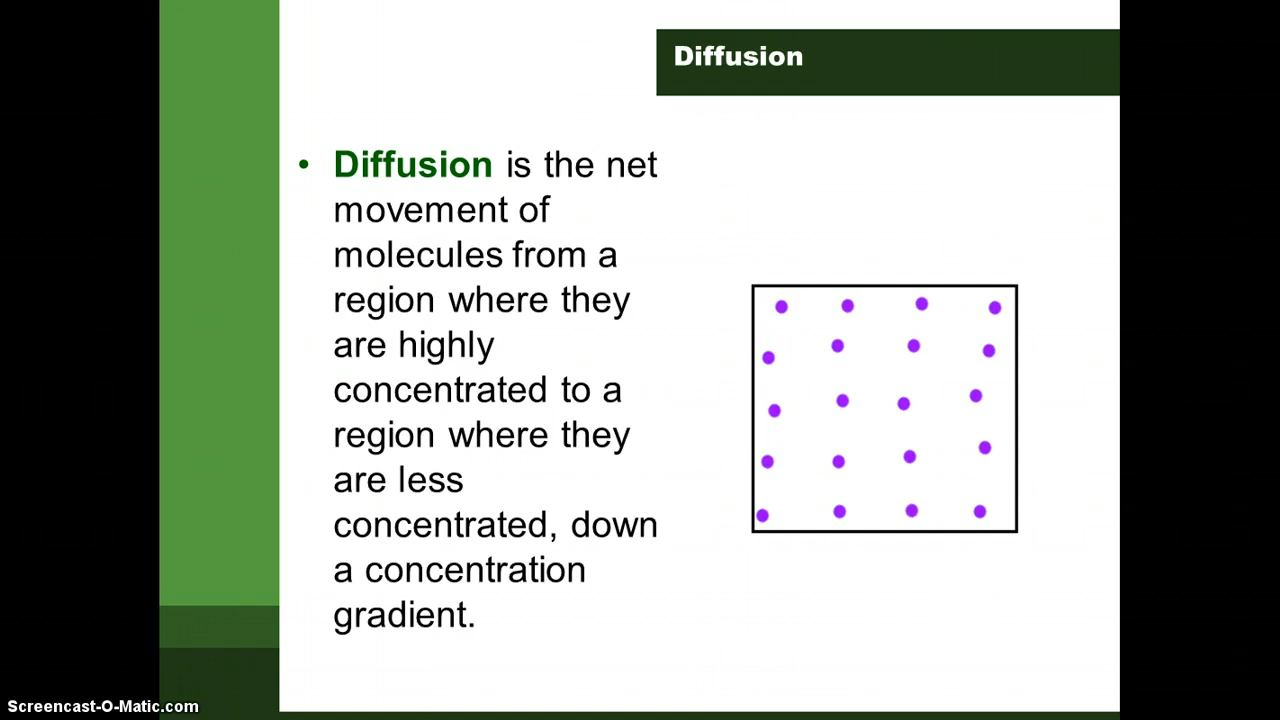 Diffusion
• Diffusion is the net
movement of
molecules from a
region where they
are highly
concentrated to a
region where they
are less
concentrated, down
a concentration
gradient.
Screencast-O-Matic.com